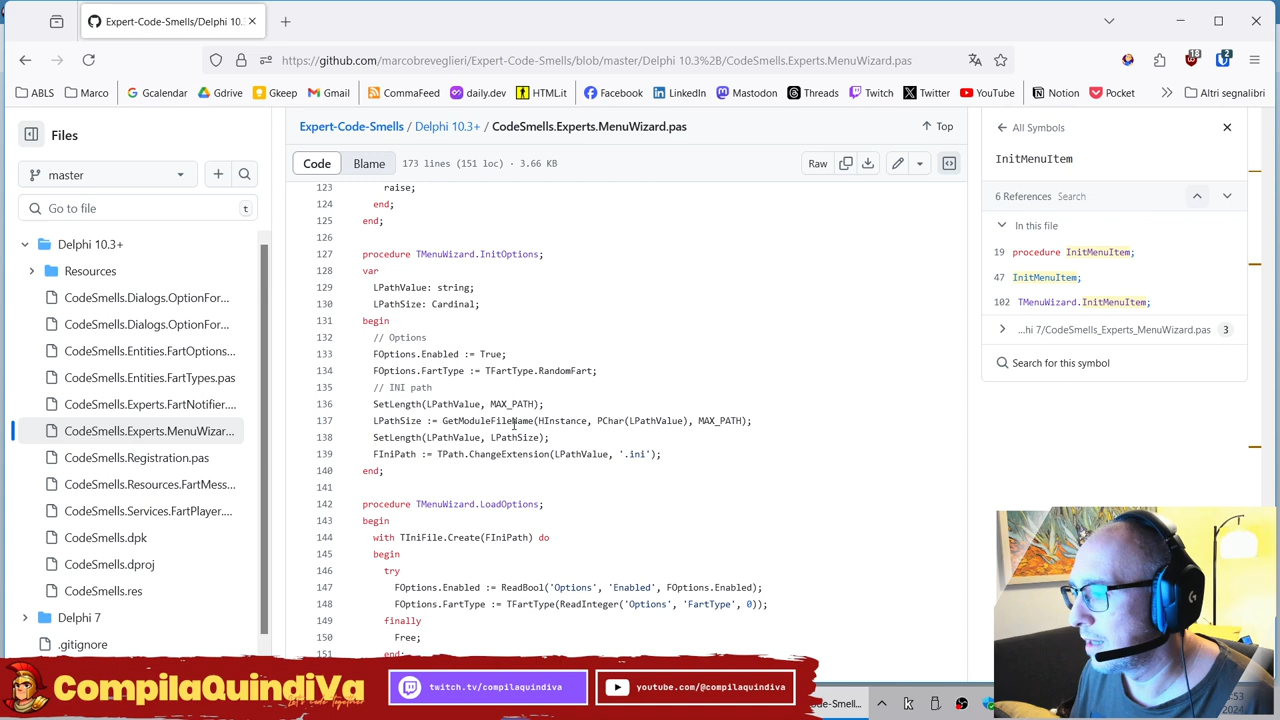 Expert-Code-Smells/Delphi 10.3
https://github.com/marcobreveglieri/Expert-Code-Smells/blob/master/Delphi 10.3%2B/CodeSmells.Experts.MenuWizard.pas
18
2
ABLS
Marco
Gcalendar
Gdrive
Gkeep
Gmail
CommaFeed
daily.dev
HTML.it
Facebook
LinkedIn
Mastodon
Threads
Twitch
Twitter
YouTube
Notion
Pocket
Altri segnalibri
Files
master
Go to file
t
Delphi 10.3+
Resources
CodeSmells.Dialogs.OptionFor...
CodeSmells.Dialogs.OptionFor...
CodeSmells.Entities.FartOptions...
CodeSmells.Entities.FartTypes.pas
CodeSmells.Experts.FartNotifier....
CodeSmells.Experts.MenuWizar...
CodeSmells.Registration.pas
CodeSmells.Resources.FartMess...
CodeSmells.Services.FartPlayer....
CodeSmells.dpk
CodeSmells.dproj
CodeSmells.res
Delphi 7
.gitignore
Expert-Code-Smells / Delphi 10.3+ / CodeSmells.Experts.MenuWizard.pas
Top
Code
Blame
173 lines (151 loc) · 3.66 KB
Raw
123 raise;
124 end;
125 end;
126
127 procedure TMenuWizard.InitOptions;
128 var
129 LPathValue: string;
130 LPathSize: Cardinal;
131 begin
132 // Options
133 FOptions.Enabled := True;
134 FOptions.FartType := TFartType.RandomFart;
135 // INI path
136 SetLength(LPathValue, MAX_PATH);
137 LPathSize := GetModuleFileName(HInstance, PChar(LPathValue), MAX_PATH);
138 SetLength(LPathValue, LPathSize);
139 FIniPath := TPath.ChangeExtension(LPathValue, '.ini');
140 end;
141
142 procedure TMenuWizard.LoadOptions;
143 begin
144 with TIniFile.Create(FIniPath) do
145 begin
146 try
147 FOptions.Enabled := ReadBool('Options', 'Enabled', FOptions.Enabled);
148 FOptions.FartType := TFartType(ReadInteger('Options', 'FartType', 0));
149 finally
150 Free;
151 end;
All Symbols
InitMenuItem
6 References Search
In this file
19 procedure InitMenuItem;
47 InitMenuItem;
102 TMenuWizard.InitMenuItem;
...hi 7/CodeSmells_Experts_MenuWizard.pas 3
Search for this symbol
CompilaQuindiVa
Let's code Together
twitch.tv/compilaquindiva
youtube.com/@compilaquindiva